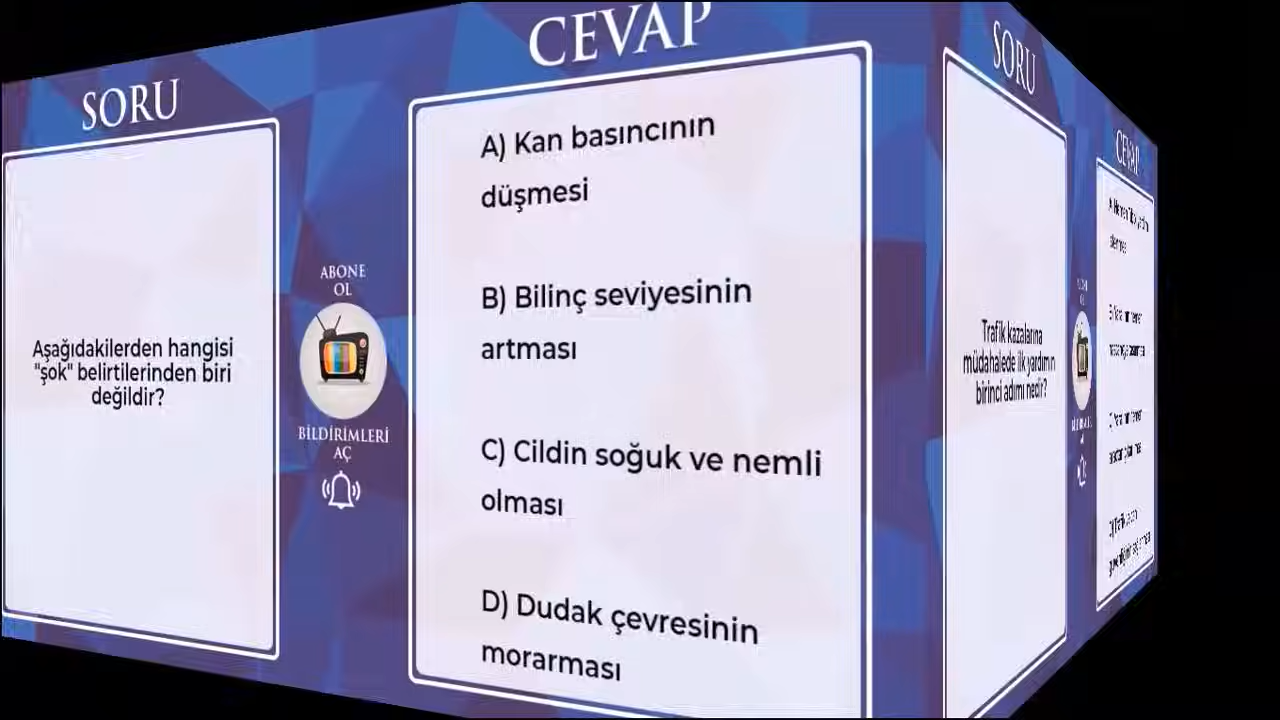 SORU
Aşağıdakilerden hangisi
"şok" belirtilerinden biri
değildir?
ABONE
OL
BİLDİRİMLERİ
AÇ
CEVAP
A) Kan basıncının
düşmesi
B) Bilinç seviyesinin
artması
C) Cildin soğuk ve nemli
olması
D) Dudak çevresinin
morarması
SORU
Trafik kazalarına
müdahalede ilk yardımın
birinci adımı nedir?
CEVAP